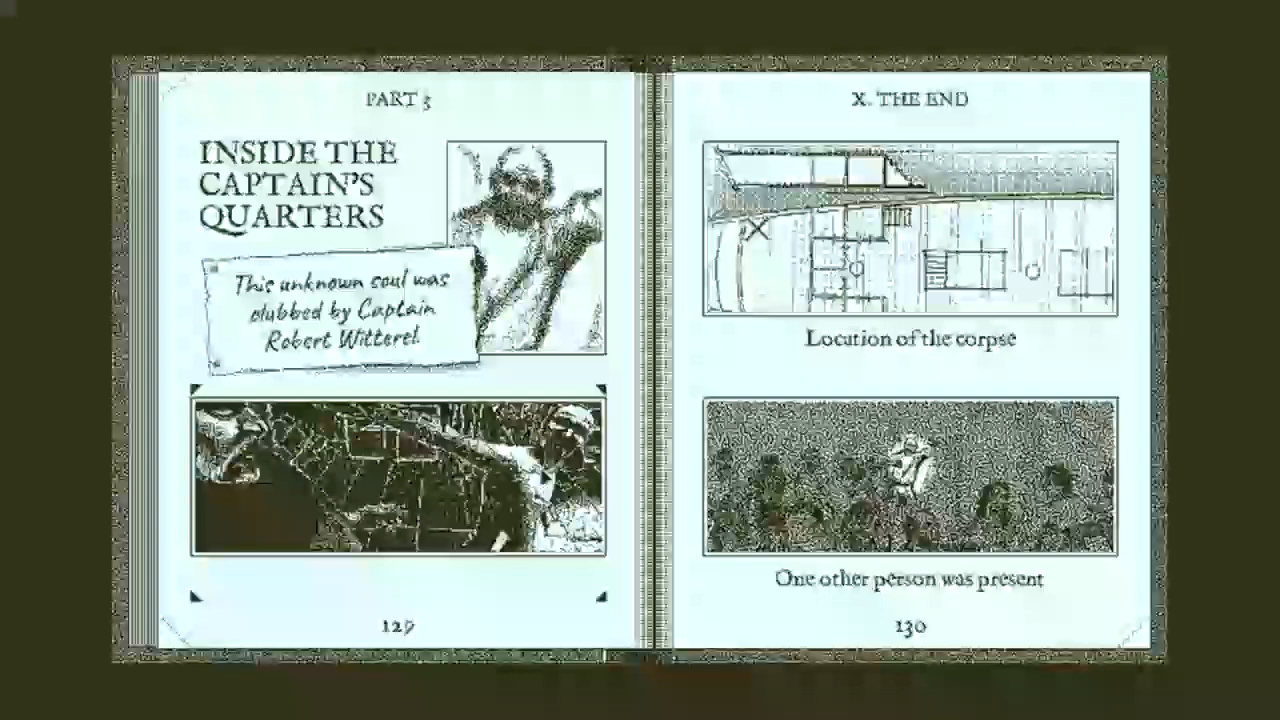 PART 3
INSIDE THE
CAPTAIN'S
QUARTERS
This unknown soul was
clubbed by Captain
Robert Witterel.
129
X. THE END
Location of the corpse
One other person was present
130